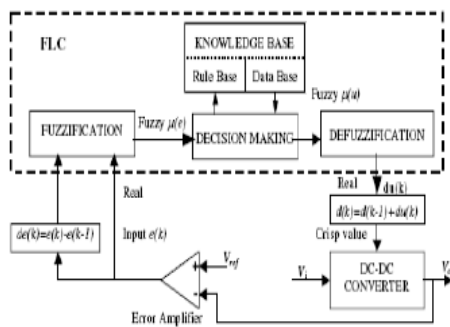 FLC
KNOWLEDGE BASE
Rule Base
Data Base
Fuzzy μ(e)
Fuzzy μ(u)
FUZZIFICATION
DECISION MAKING
DEFUZZIFICATION
Real
Real
du(k)
de(k)=e(k)-e(k-1)
Input e(k)
d(k)=d(k-1)+du(k)
Crisp value
Vref
+
-
Vi
DC-DC
CONVERTER
Error Amplifier